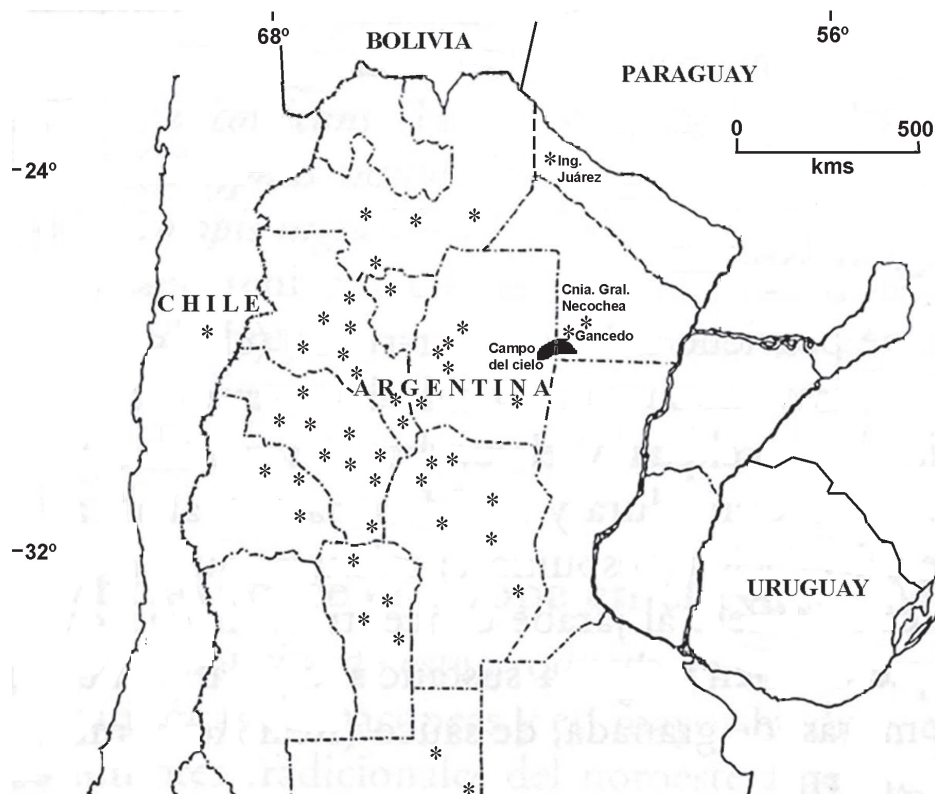 68º
56º
BOLIVIA
PARAGUAY
0 500
kms
24º
Ing.
Juárez
Cnia. Gral.
Necochea
CHILE
Gancedo
Campo
del cielo
ARGENTINA
32º
URUGUAY